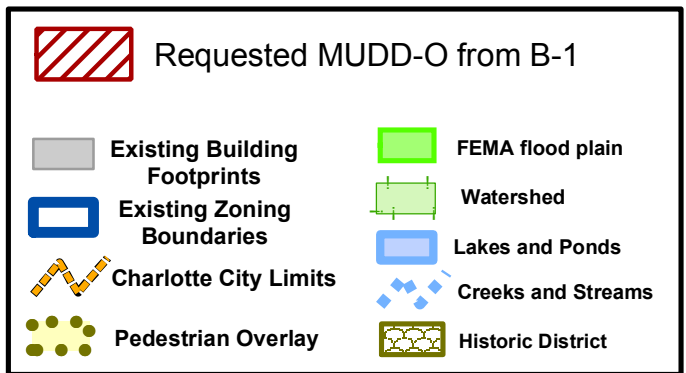 Requested MUDD-O from B-1
Existing Building
Footprints
Existing Zoning
Boundaries
Charlotte City Limits
Pedestrian Overlay
FEMA flood plain
Watershed
Lakes and Ponds
Creeks and Streams
Historic District